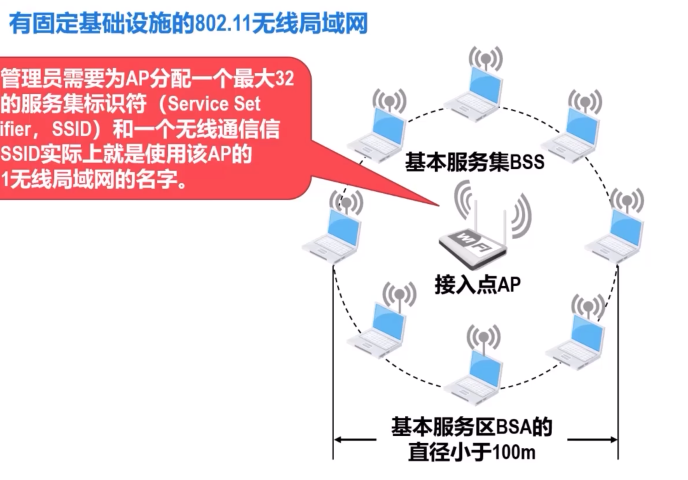 有固定基础设施的802.11无线局域网
管理员需要为AP分配一个最大32
的服务集标识符（Service Set
ifier，SSID）和一个无线通信信
SSID实际上就是使用该AP的
1无线局域网的名字。
基本服务集BSS
WiFi
接入点AP
基本服务区BSA的
直径小于100m